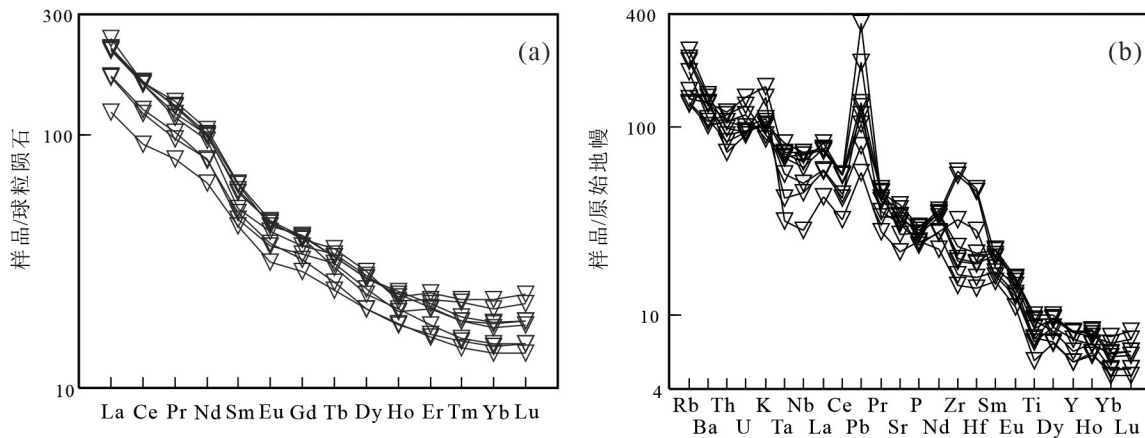 300
(a)
100
样品/球粒陨石
10
La Ce Pr Nd Sm Eu Gd Tb Dy Ho Er Tm Yb Lu
400
(b)
100
样品/原始地幔
10
4
Rb Th K Nb Ce Pr P Zr Sm Ti Y Yb
Ba U Ta La Pb Sr Nd Hf Eu Dy Ho Lu